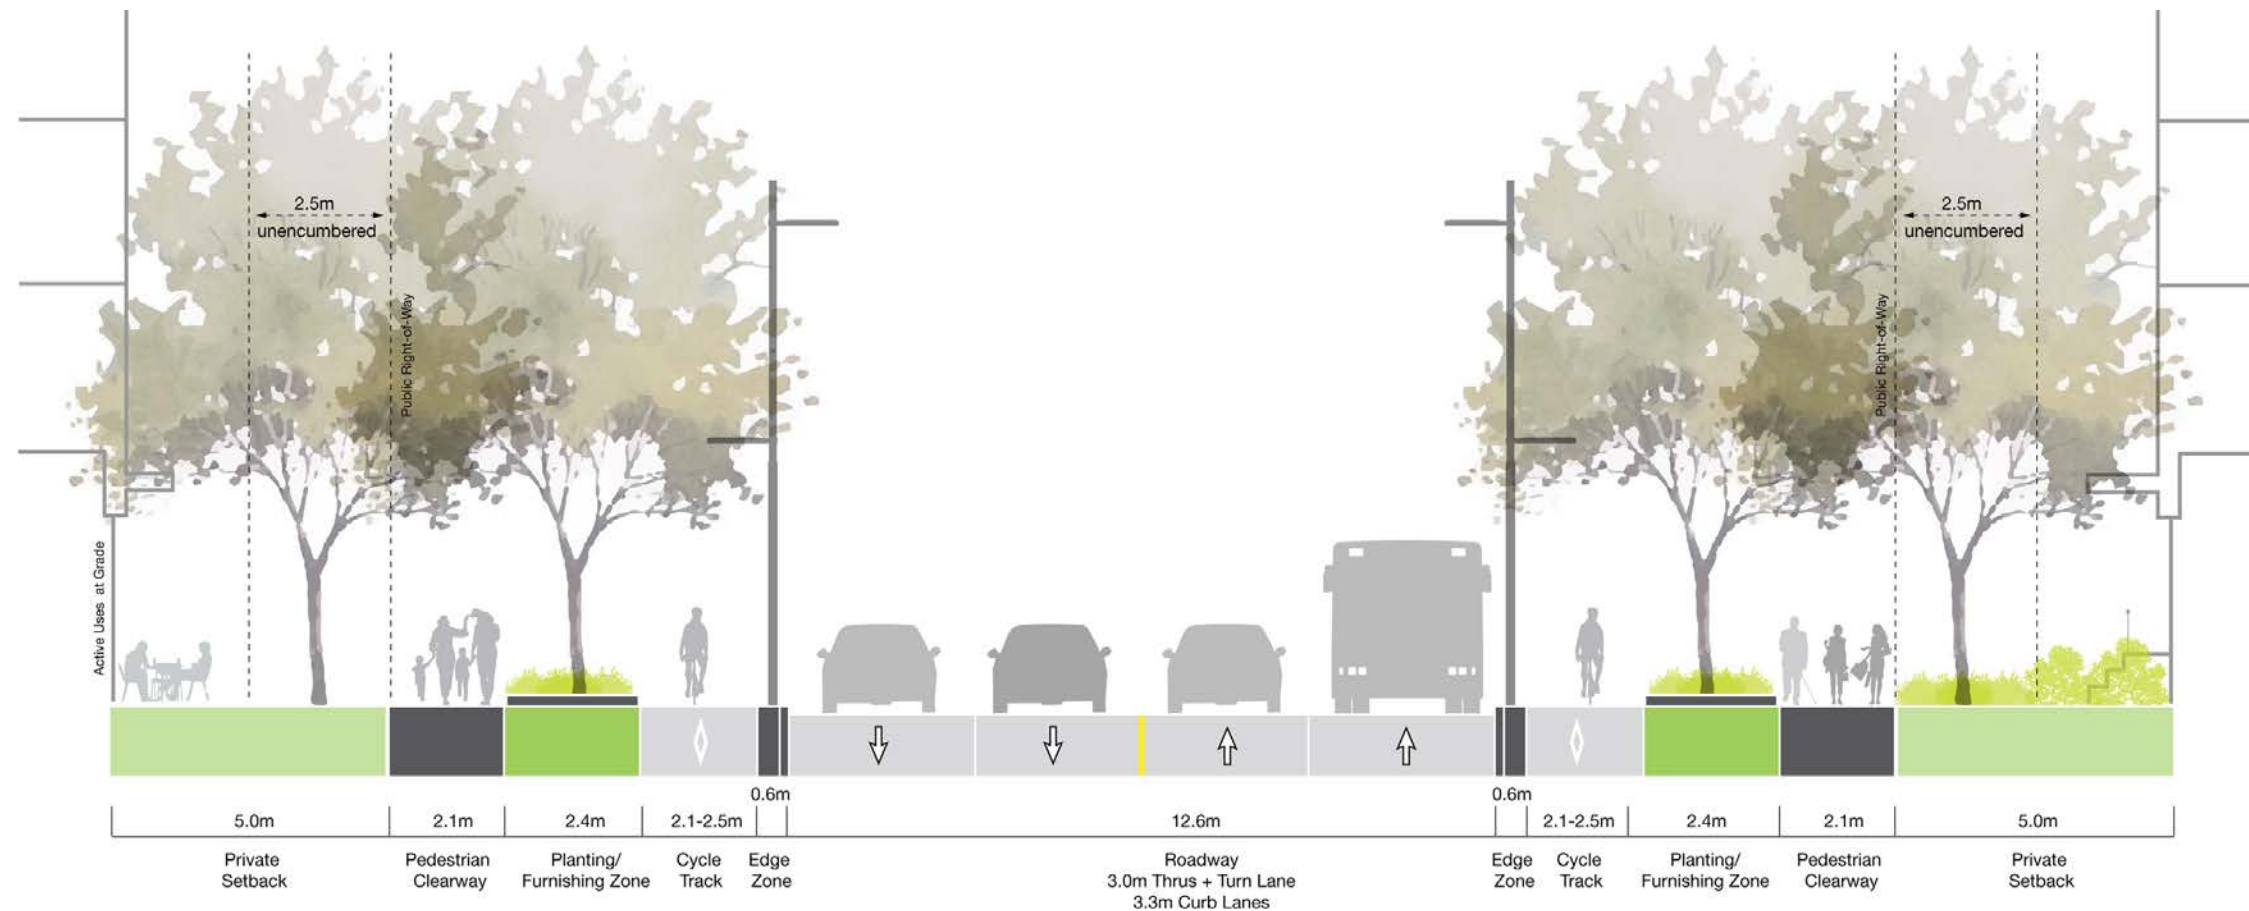 2.5m
unencumbered
2.5m
unencumbered
Public Right-of-Way
Public Right-of-Way
Active Uses at Grade
0.6m
0.6m
5.0m
2.1m
2.4m
2.1-2.5m
12.6m
2.1-2.5m
2.4m
2.1m
5.0m
Private
Setback
Pedestrian
Clearway
Planting/
Furnishing Zone
Cycle
Track
Edge
Zone
Roadway
3.0m Thrus + Turn Lane
3.3m Curb Lanes
Edge
Zone
Cycle
Track
Planting/
Furnishing Zone
Pedestrian
Clearway
Private
Setback